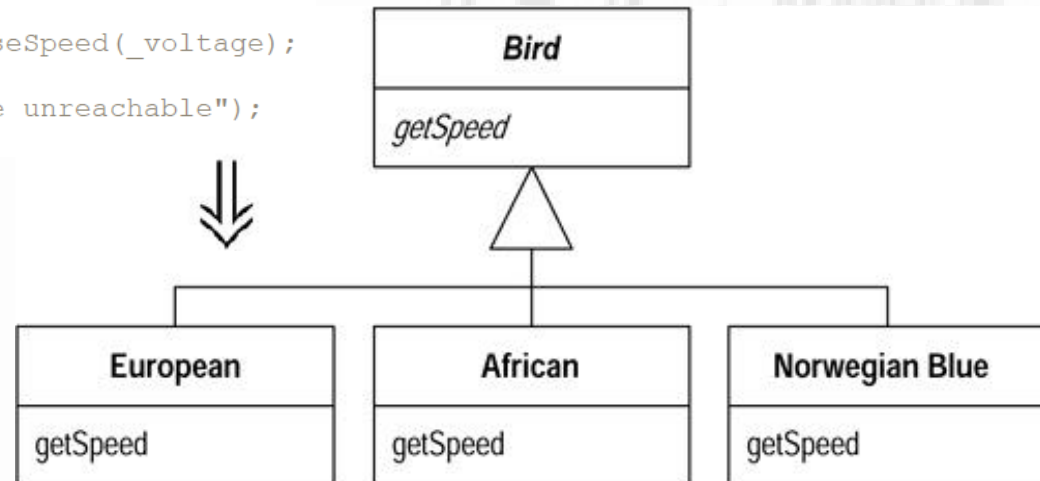 seSpeed(_voltage);
e unreachable");
Bird
getSpeed
European
African
Norwegian Blue
getSpeed
getSpeed
getSpeed